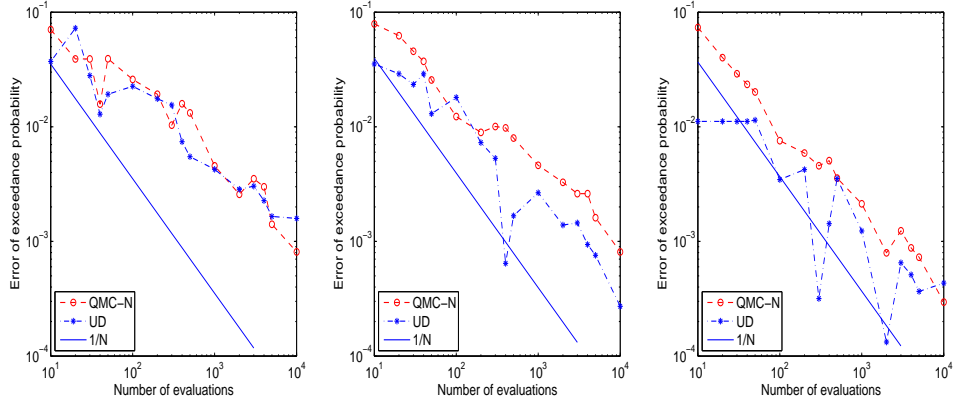 Error of exceedance probability
10^-1
10^-2
10^-3
10^-4
QMC-N
UD
1/N
10^1
10^2
10^3
10^4
Number of evaluations
Error of exceedance probability
10^-1
10^-2
10^-3
10^-4
QMC-N
UD
1/N
10^1
10^2
10^3
10^4
Number of evaluations
Error of exceedance probability
10^-1
10^-2
10^-3
10^-4
QMC-N
UD
1/N
10^1
10^2
10^3
10^4
Number of evaluations